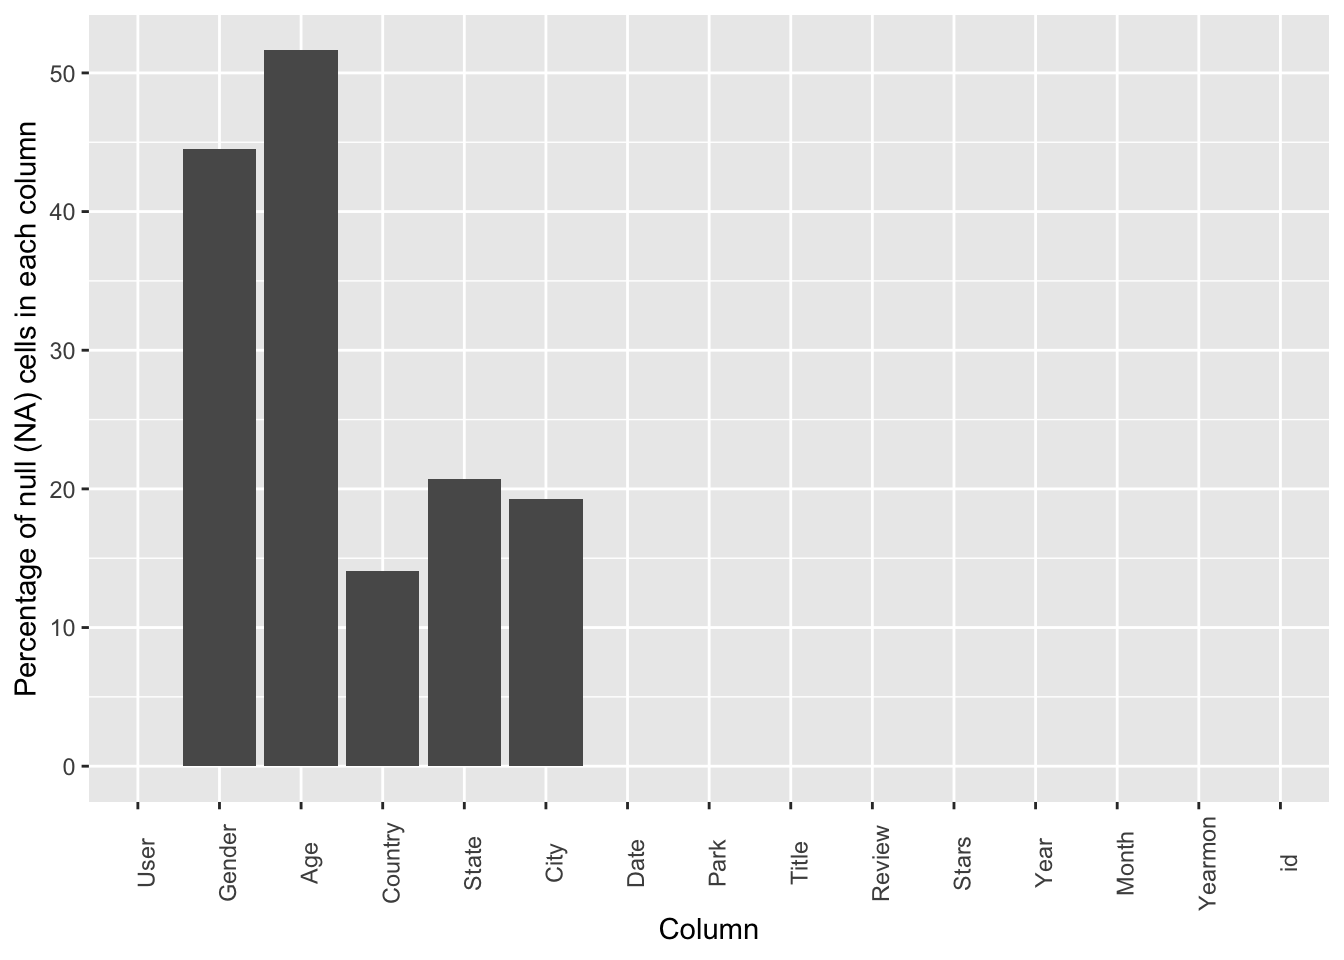 Percentage of null (NA) cells in each column
50
40
30
20
10
0
User
Gender
Age
Country
State
City
Date
Park
Title
Review
Stars
Year
Month
Yearmon
id
Column